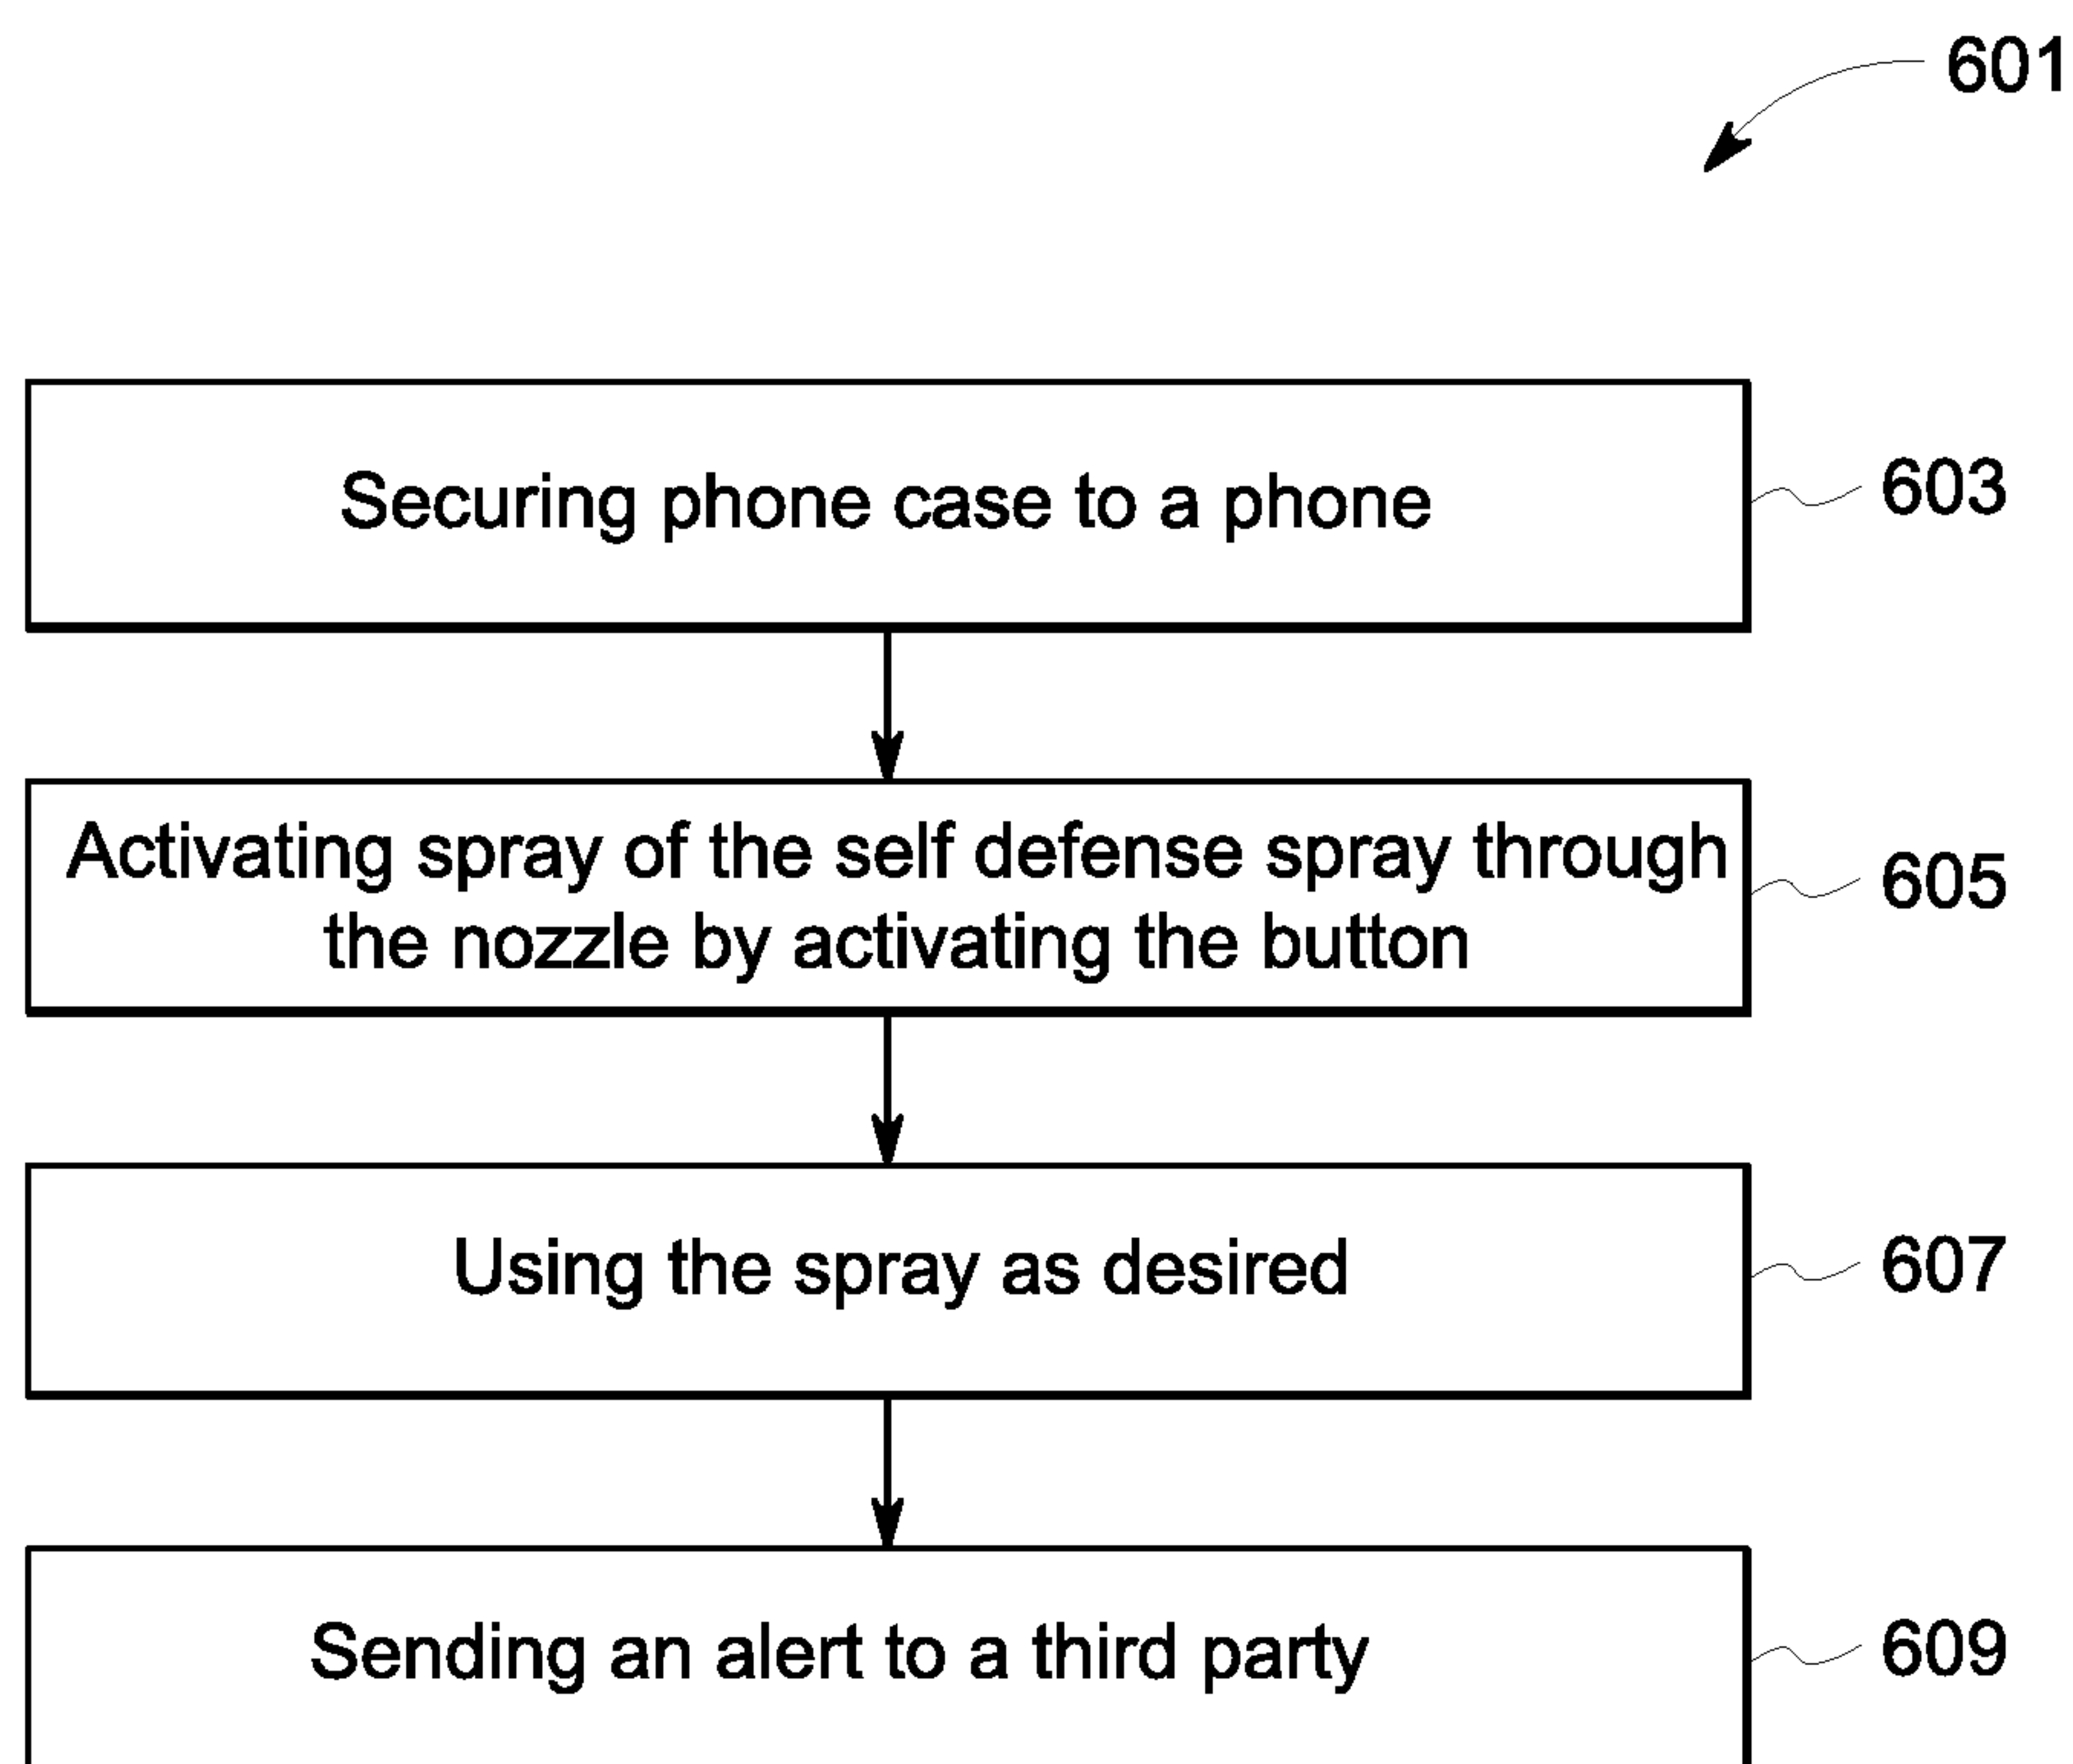 601
Securing phone case to a phone
603
Activating spray of the self defense spray through
the nozzle by activating the button
605
Using the spray as desired
607
Sending an alert to a third party
609